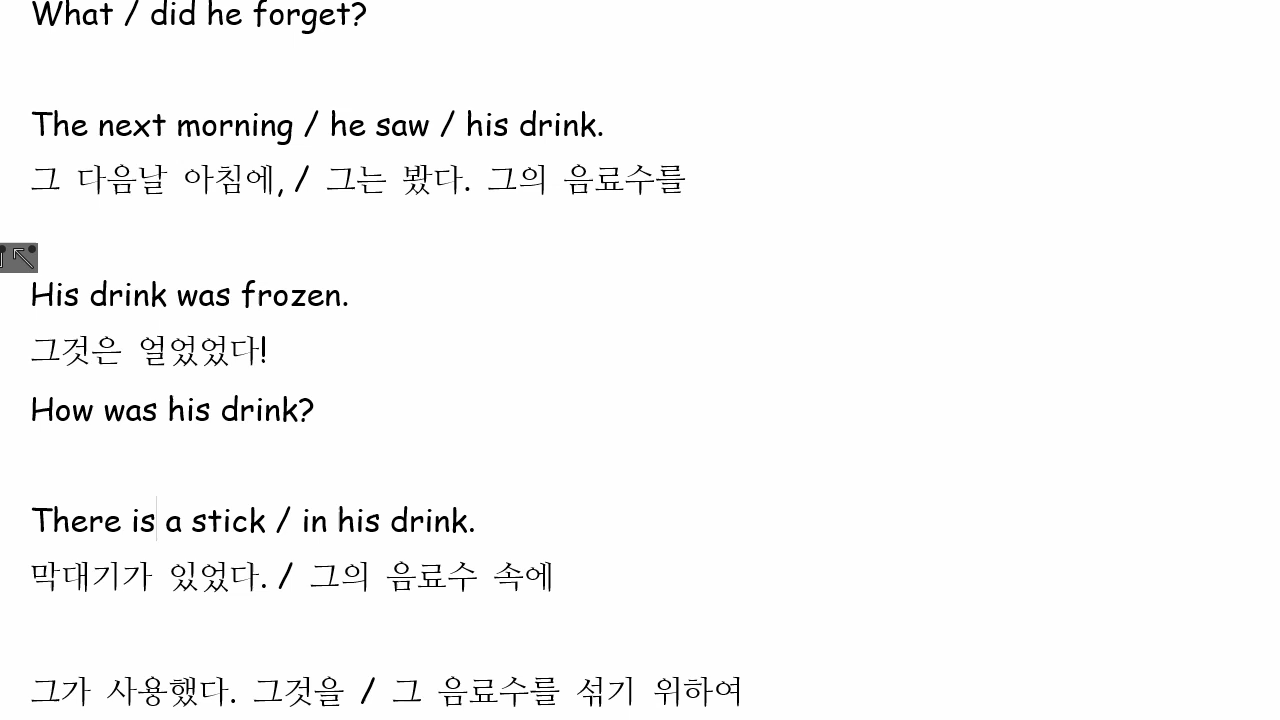 What / did he forget?
The next morning / he saw / his drink.
그 다음날 아침에, / 그는 봤다. 그의 음료수를
His drink was frozen.
그것은 얼었었다!
How was his drink?
There is a stick / in his drink.
막대기가 있었다. / 그의 음료수 속에
그가 사용했다. 그것을 / 그 음료수를 섞기 위하여